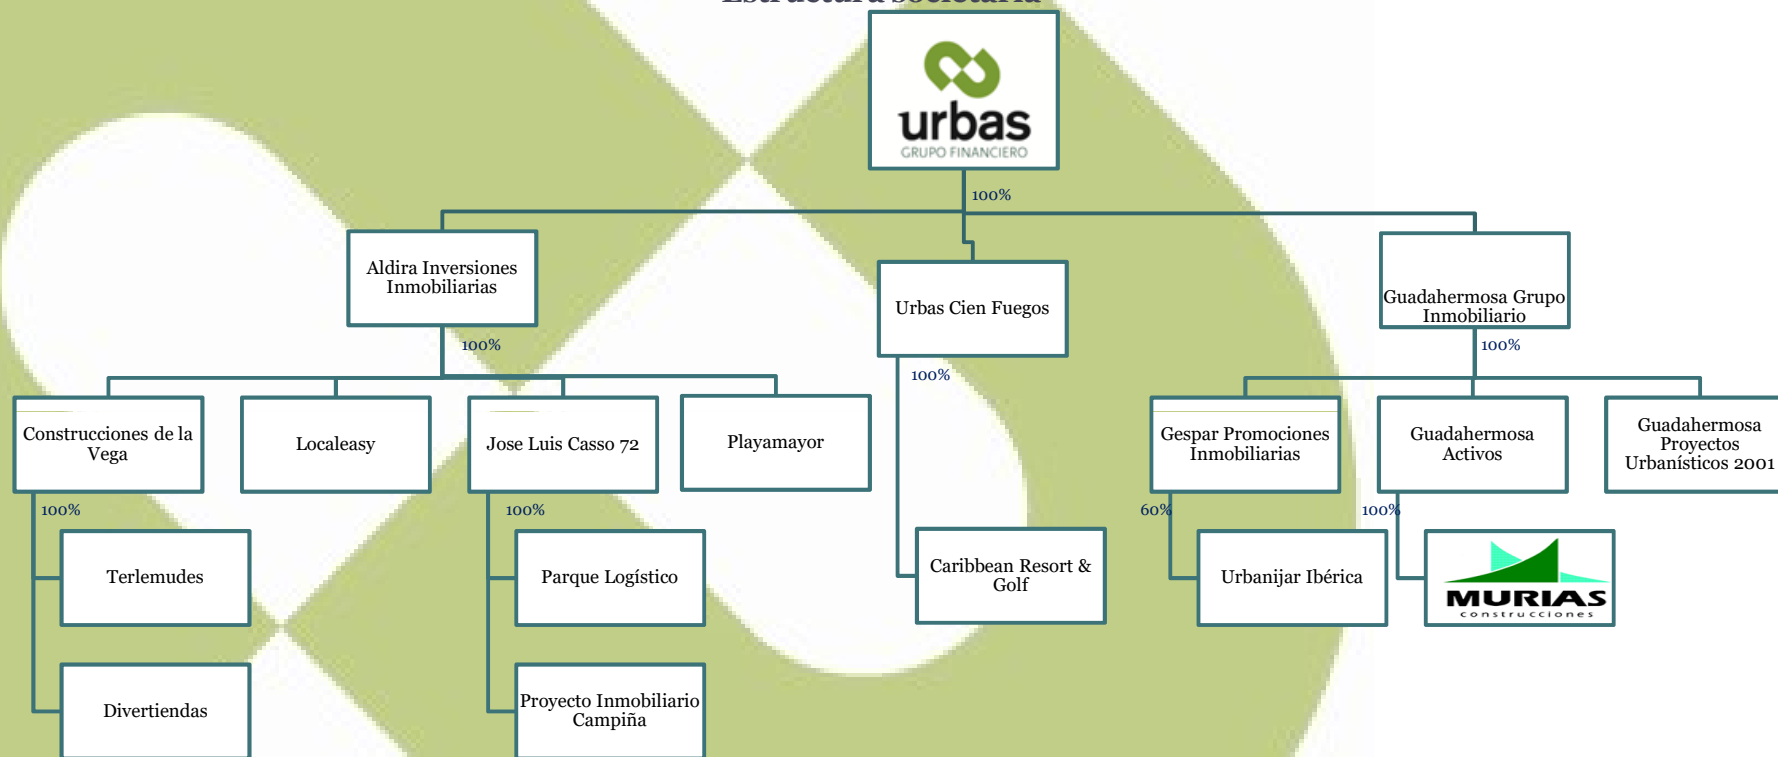 Estructura societaria
urbas
GRUPO FINANCIERO
100%
Aldira Inversiones
Inmobiliarias
Urbas Cien Fuegos
Guadahermosa Grupo
Inmobiliario
100%
100%
100%
Construcciones de la
Vega
Localeasy
Jose Luis Casso 72
Playamayor
Gespar Promociones
Inmobiliarias
Guadahermosa
Activos
Guadahermosa
Proyectos
Urbanísticos 2001
100%
100%
60%
100%
Terlemudes
Parque Logístico
Caribbean Resort &
Golf
Urbanijar Ibérica
MURIAS
construcciones
Divertiendas
Proyecto Inmobiliario
Campiña